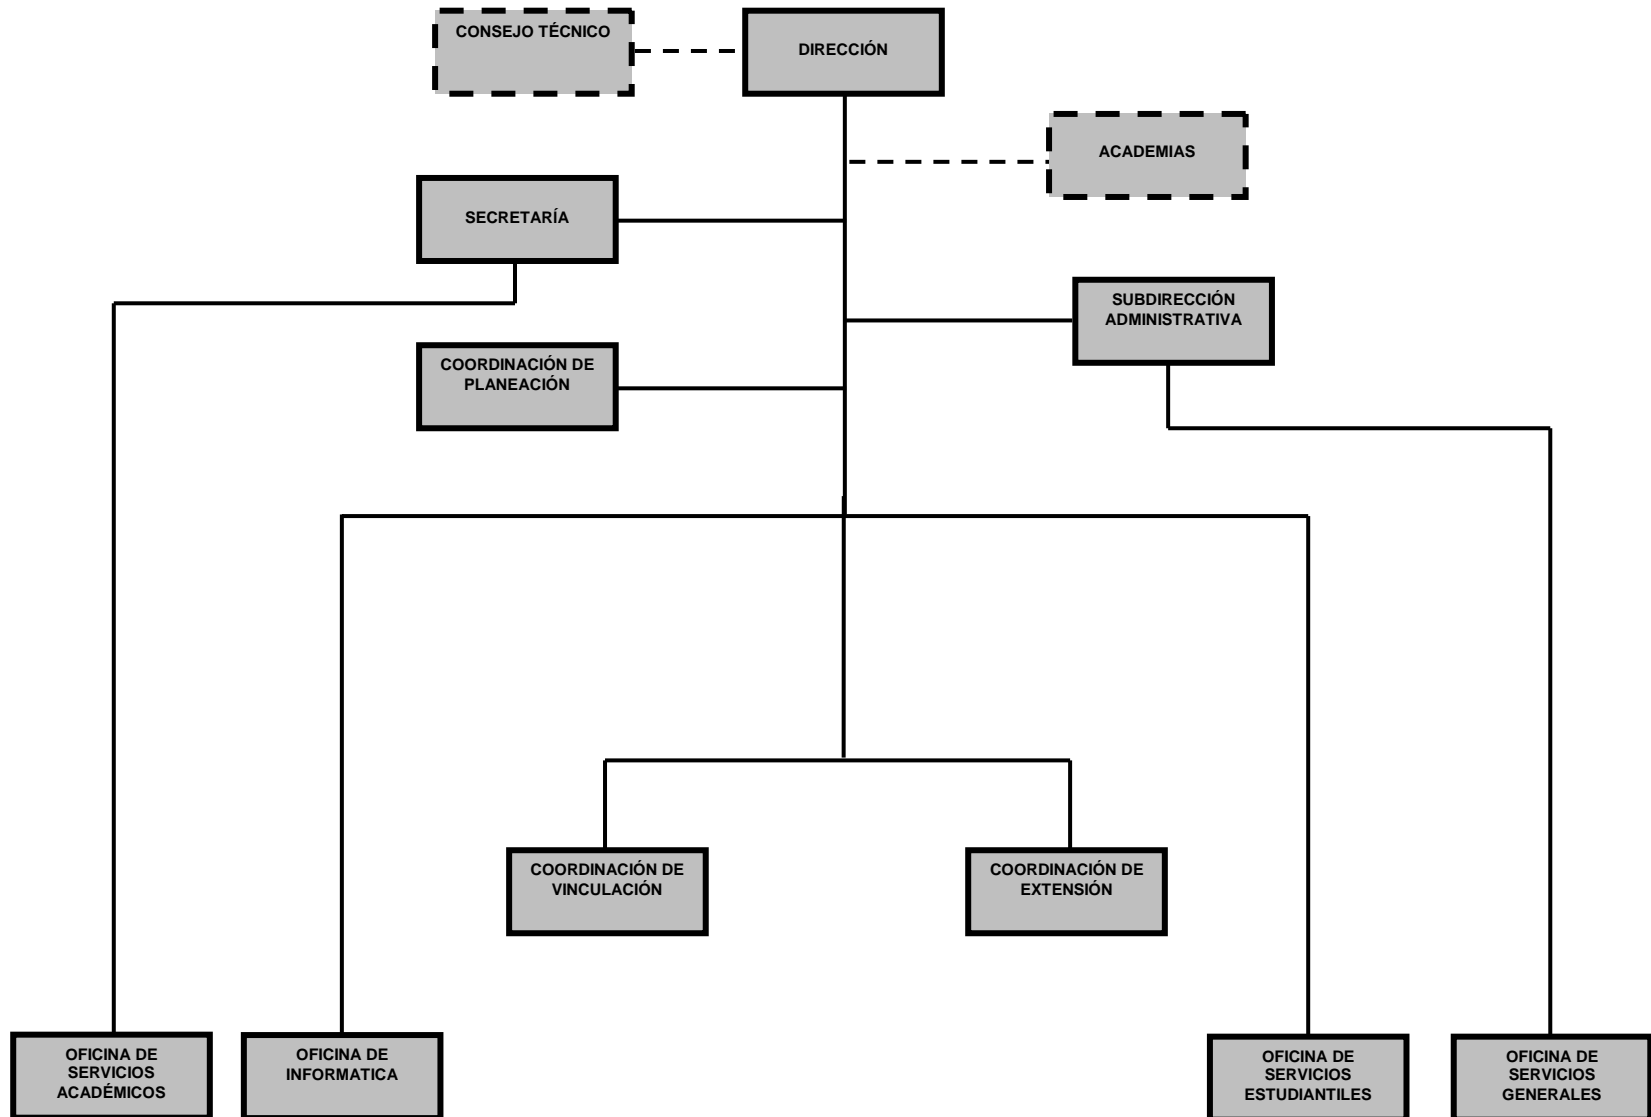 CONSEJO TÉCNICO
DIRECCIÓN
ACADEMIAS
SECRETARÍA
SUBDIRECCIÓN
ADMINISTRATIVA
COORDINACIÓN DE
PLANEACIÓN
COORDINACIÓN DE
VINCULACIÓN
COORDINACIÓN DE
EXTENSIÓN
OFICINA DE
SERVICIOS
ACADÉMICOS
OFICINA DE
INFORMATICA
OFICINA DE
SERVICIOS
ESTUDIANTILES
OFICINA DE
SERVICIOS
GENERALES